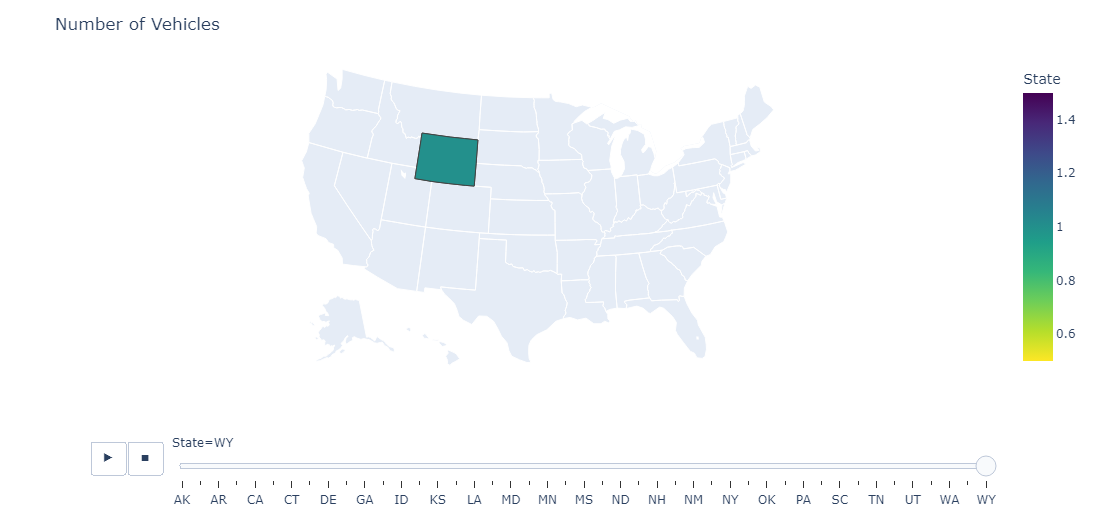 Number of Vehicles
State
1.4
1.2
1
0.8
0.6
State=WY
AK AR CA CT DE GA ID KS LA MD MN MS ND NH NM NY OK PA SC TN UT WA WY